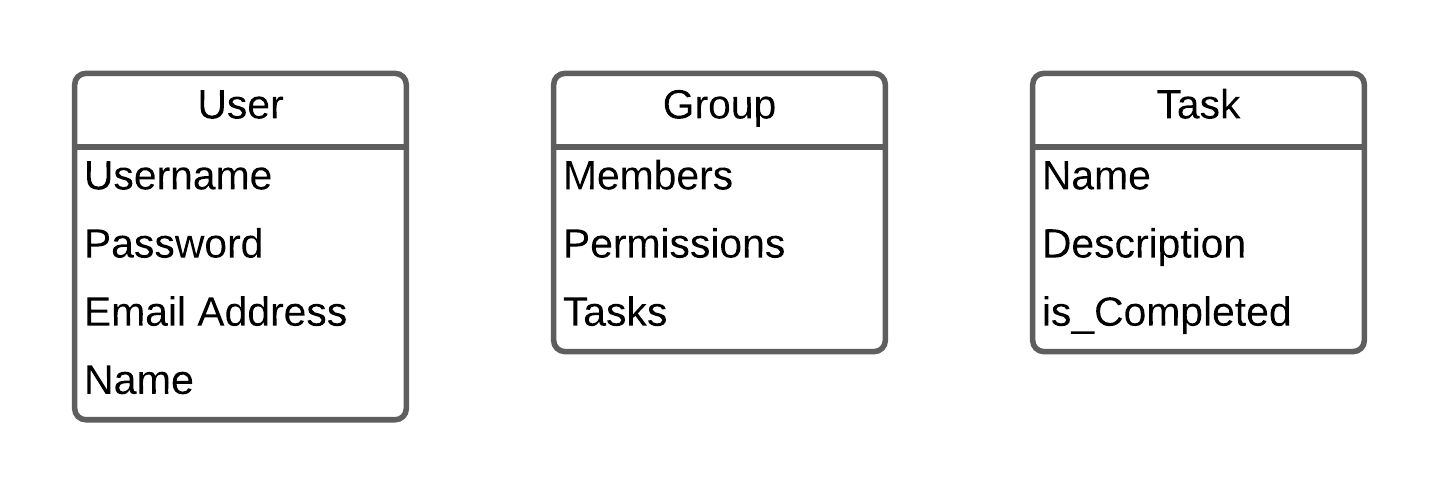 User
Username
Password
Email Address
Name
Group
Members
Permissions
Tasks
Task
Name
Description
is_Completed